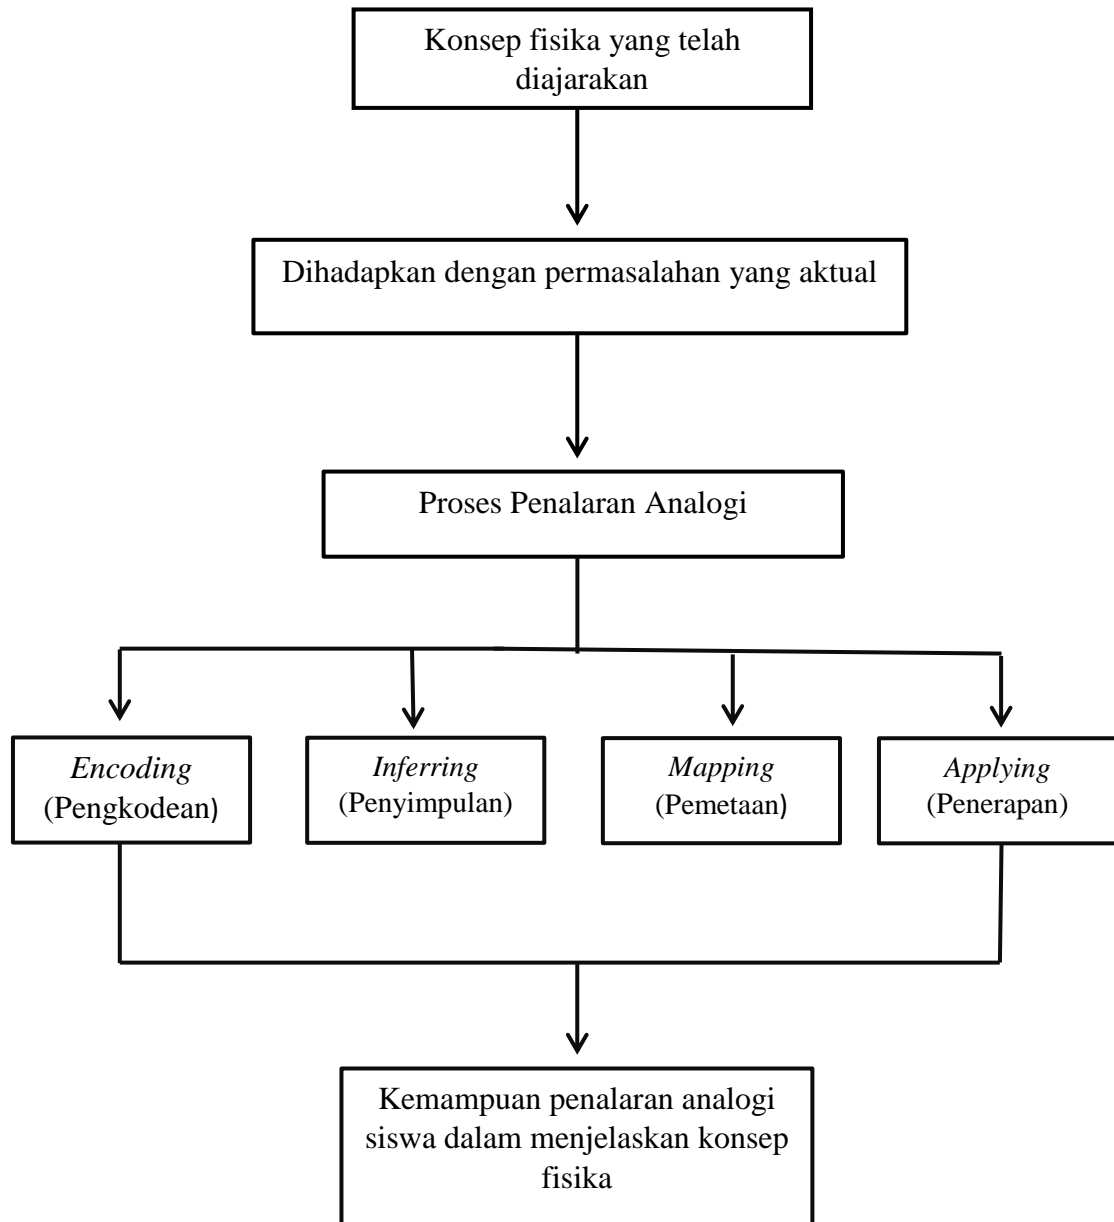 Konsep fisika yang telah
diajarakan
Dihadapkan dengan permasalahan yang aktual
Proses Penalaran Analogi
Encoding
(Pengkodean)
Inferring
(Penyimpulan)
Mapping
(Pemetaan)
Applying
(Penerapan)
Kemampuan penalaran analogi
siswa dalam menjelaskan konsep
fisika